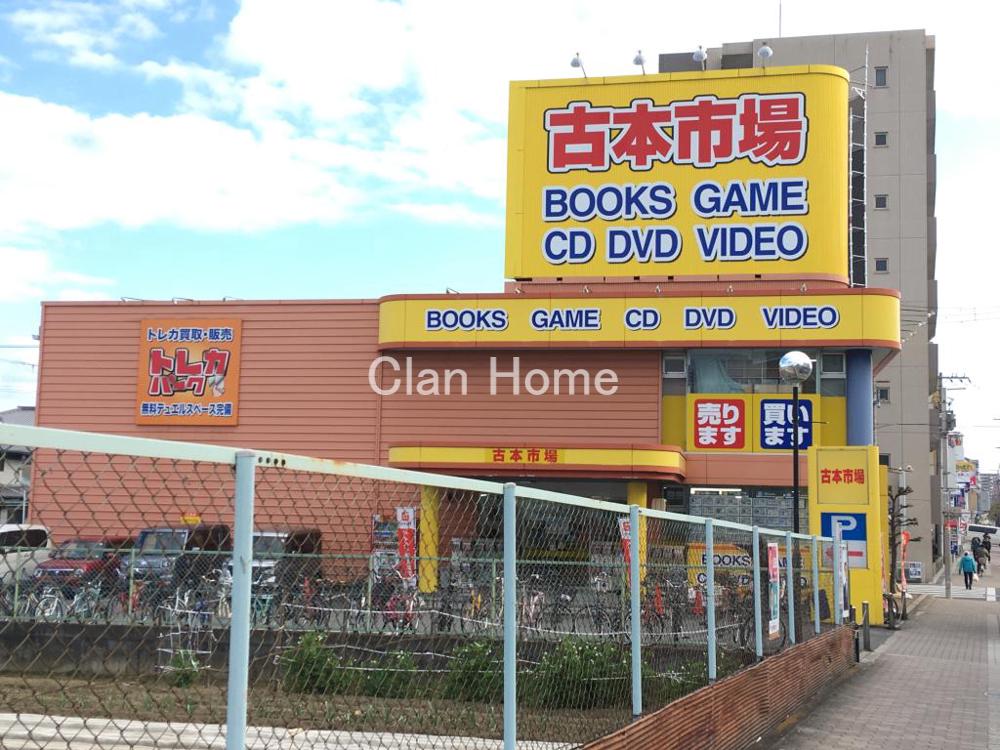 古本市場
BOOKS GAME
CD DVD VIDEO
BOOKS GAME CD DVD VIDEO
トレカ買取・販売
トレカ
パーク
無料デュエルスペース完備
Clan Home
売り
ます
買い
ます
古本市場
古本市場
P
BOOKS